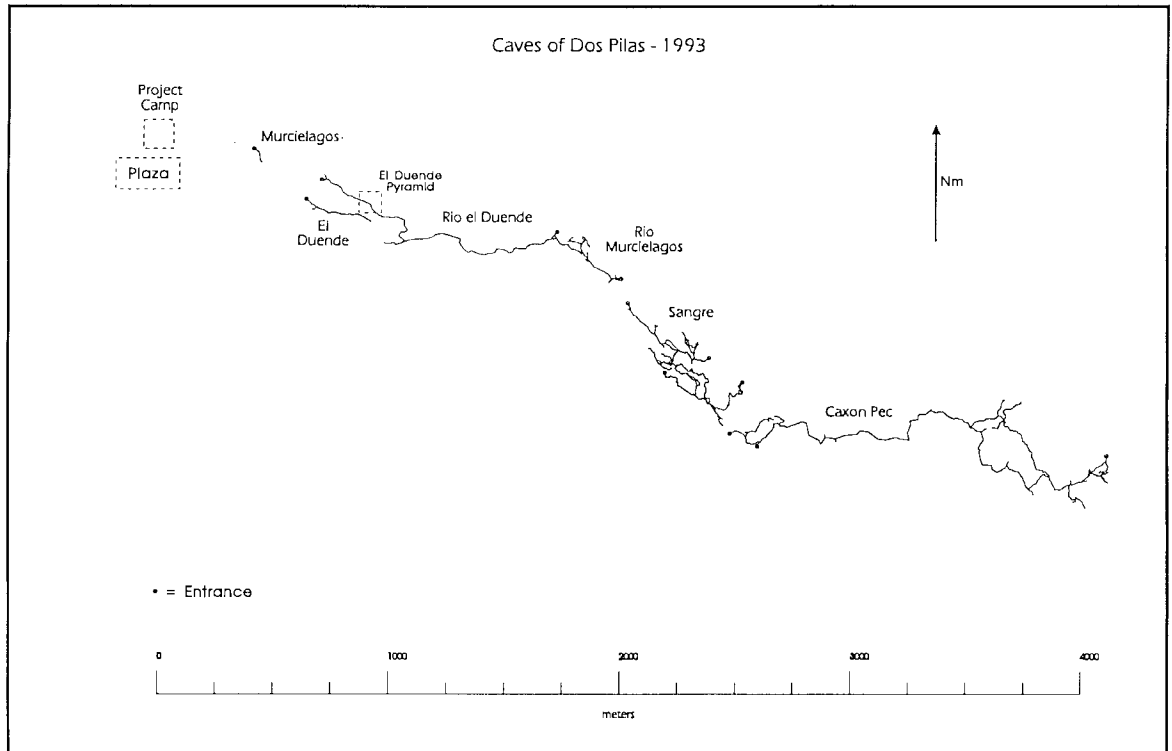 Caves of Dos Pilas - 1993
Project
Camp
Plaza
Murcielagos
El Duende
Pyramid
El
Duende
Rio el Duende
Rio
Murcielagos
Sangre
Caxon Pec
Nm
• = Entrance
0 1000 2000 3000 4000
meters